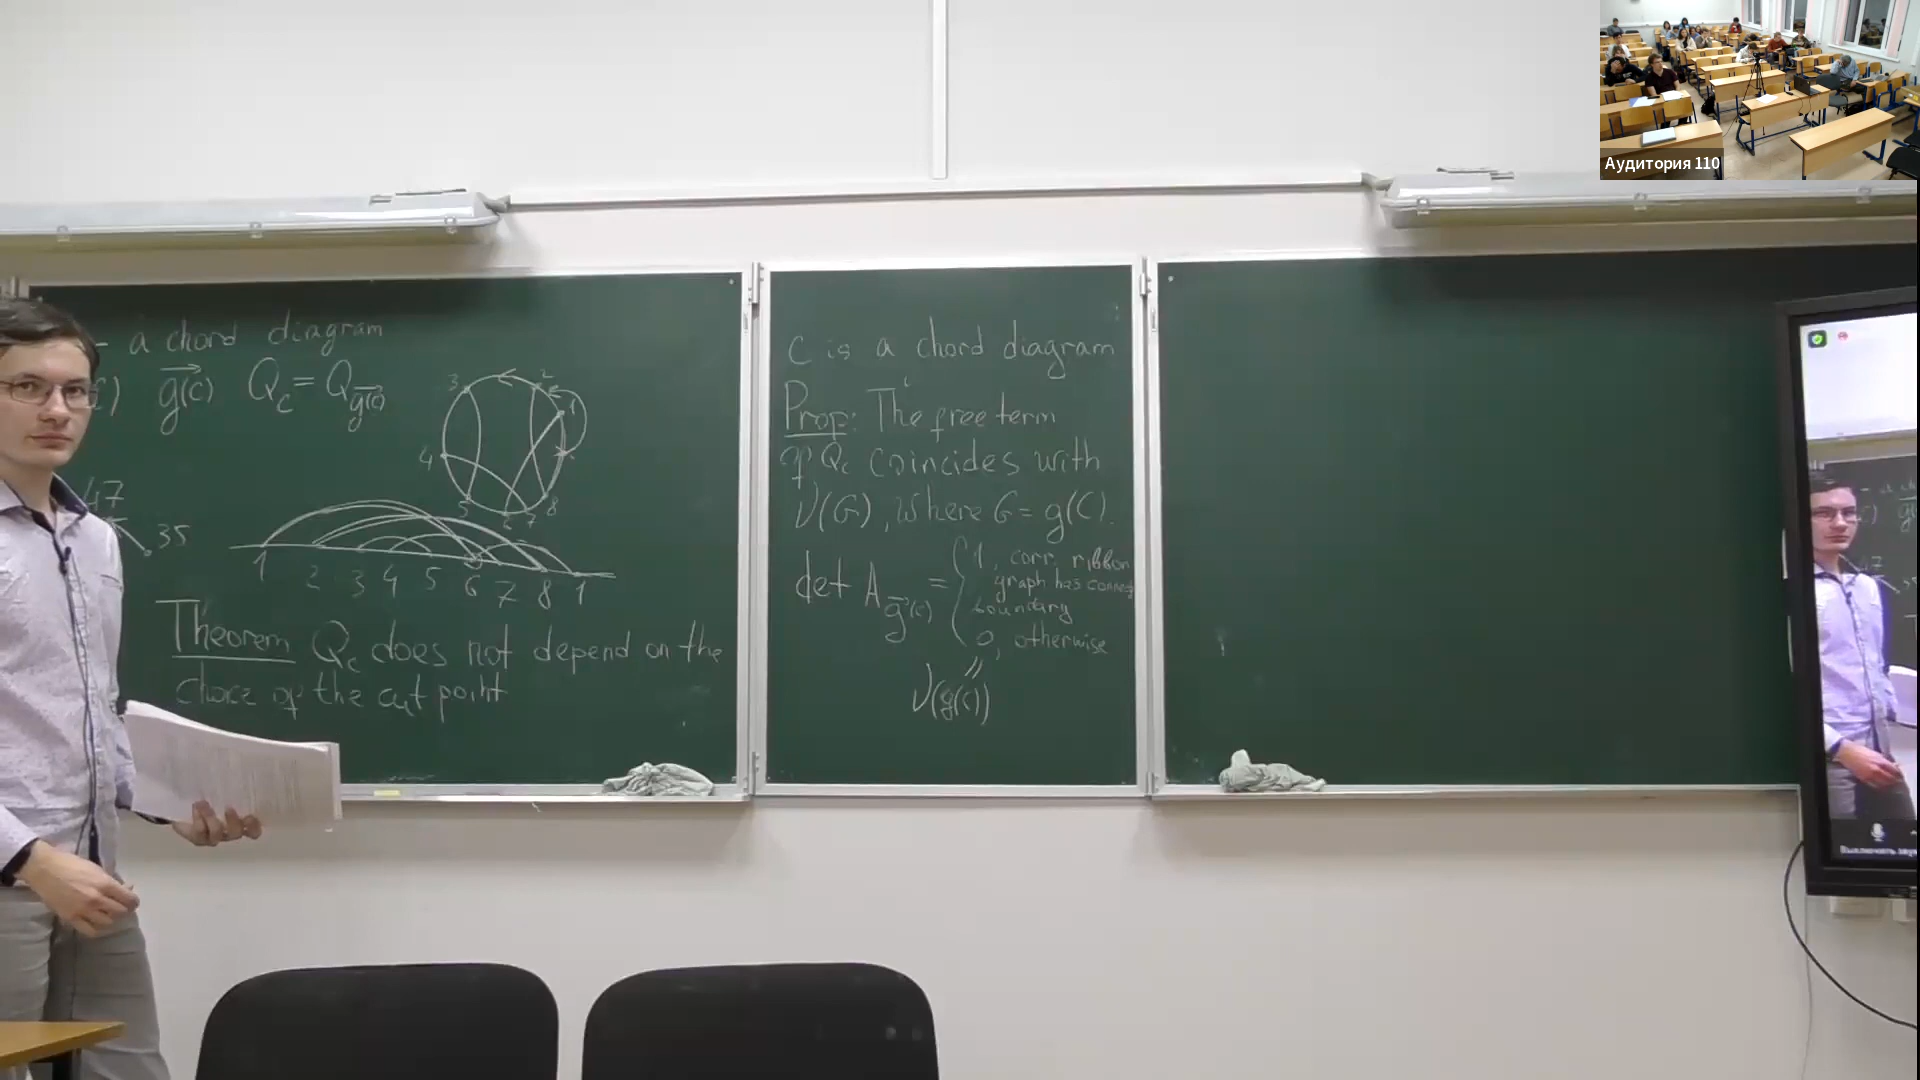 - a chord diagram
g(c) Q_c = Q_g(c)
3 2 1
4
5 6 7 8
47
35
1 2 3 4 5 6 7 8 1
Theorem Q_c does not depend on the
choice of the cut point
C is a chord diagram
Prop: The free term
of Q_c coincides with
ν(G), where G = g(C).
det A_g(c) = { 1, corr. ribbon
graph has connec
boundary
0, otherwise
ν(g(C))
Аудитория 110
Выключить звук